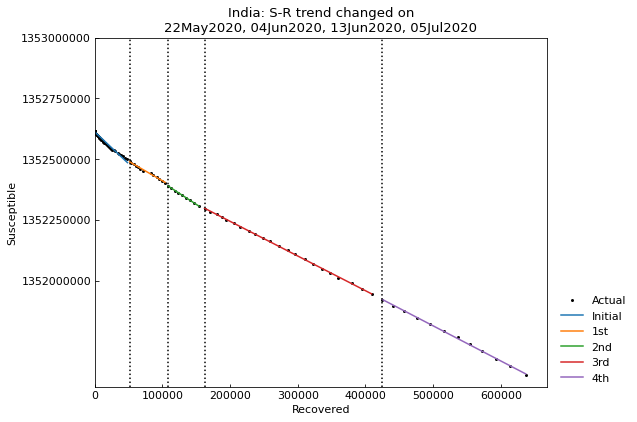 India: S-R trend changed on
22May2020, 04Jun2020, 13Jun2020, 05Jul2020
1353000000
1352750000
1352500000
1352250000
1352000000
Susceptible
0 100000 200000 300000 400000 500000 600000
Recovered
Actual
Initial
1st
2nd
3rd
4th